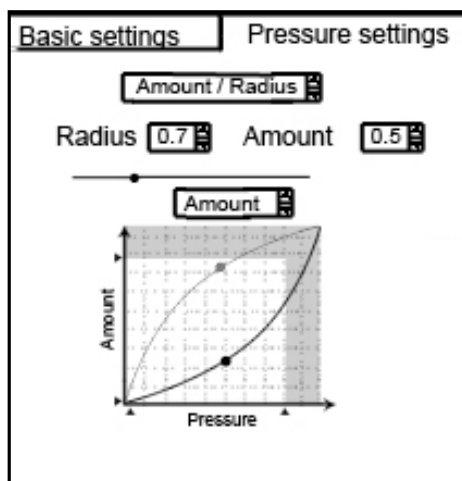 Basic settings
Pressure settings
Amount / Radius
Radius 0.7 Amount 0.5
Amount
Amount
Pressure